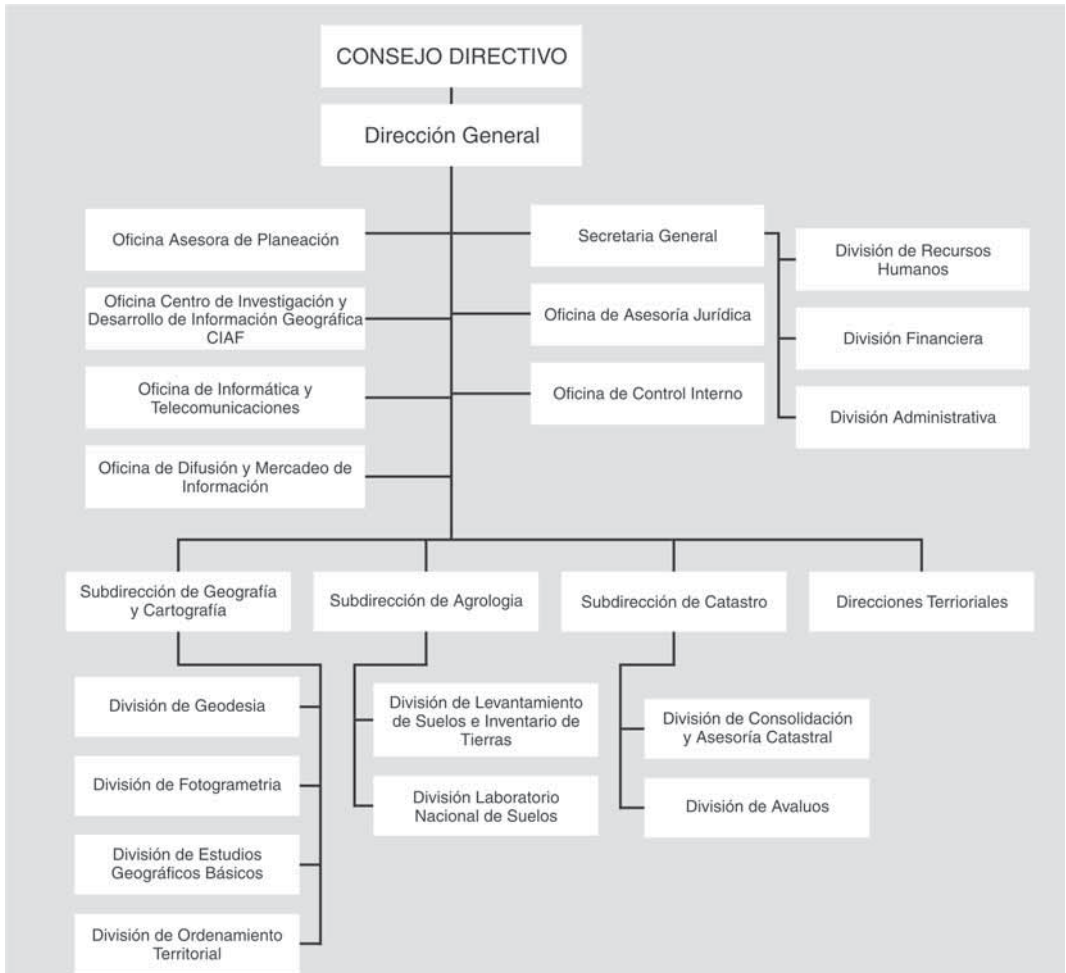 CONSEJO DIRECTIVO
Dirección General
Oficina Asesora de Planeación
Secretaria General
División de Recursos
Humanos
Oficina Centro de Investigación y
Desarrollo de Información Geográfica
CIAF
Oficina de Asesoría Jurídica
División Financiera
Oficina de Informática y
Telecomunicaciones
Oficina de Control Interno
División Administrativa
Oficina de Difusión y Mercadeo de
Información
Subdirección de Geografía
y Cartografía
Subdirección de Agrologia
Subdirección de Catastro
Direcciones Terrioriales
División de Geodesia
División de Fotogrametria
División de Estudios
Geográficos Básicos
División de Ordenamiento
Territorial
División de Levantamiento
de Suelos e Inventario de
Tierras
División Laboratorio
Nacional de Suelos
División de Consolidación
y Asesoría Catastral
División de Avaluos